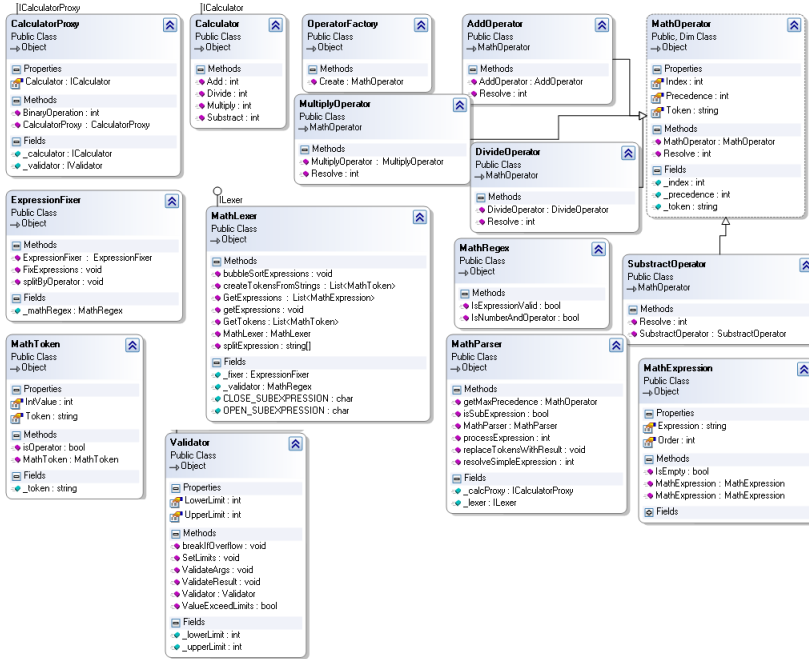 ICalculatorProxy
CalculatorProxy
Public Class
Object
Properties
Calculator : ICalculator
Methods
BinaryOperation : int
CalculatorProxy : CalculatorProxy
Fields
_calculator : ICalculator
_validator : IValidator
ICalculator
Calculator
Public Class
Object
Methods
Add : int
Divide : int
Multiply : int
Substract : int
OperatorFactory
Public Class
Object
Methods
Create : MathOperator
AddOperator
Public Class
MathOperator
Methods
AddOperator : AddOperator
Resolve : int
MathOperator
Public, Dim Class
Object
Properties
Index : int
Precedence : int
Token : string
Methods
MathOperator : MathOperator
Resolve : int
Fields
_index : int
_precedence : int
_token : string
MultiplyOperator
Public Class
MathOperator
Methods
MultiplyOperator : MultiplyOperator
Resolve : int
DivideOperator
Public Class
MathOperator
Methods
DivideOperator : DivideOperator
Resolve : int
ExpressionFixer
Public Class
Object
Methods
ExpressionFixer : ExpressionFixer
FixExpressions : void
splitByOperator : void
Fields
_mathRegex : MathRegex
ILexer
MathLexer
Public Class
Object
Methods
bubbleSortExpressions : void
createTokensFromStrings : List<MathToken>
GetExpressions : List<MathExpression>
getExpressions : void
GetTokens : List<MathToken>
MathLexer : MathLexer
splitExpression : string[]
Fields
_fixer : ExpressionFixer
_validator : MathRegex
CLOSE_SUBEXPRESSION : char
OPEN_SUBEXPRESSION : char
MathRegex
Public Class
Object
Methods
IsExpressionValid : bool
IsNumberAndOperator : bool
SubstractOperator
Public Class
MathOperator
Methods
Resolve : int
SubstractOperator : SubstractOperator
MathToken
Public Class
Object
Properties
IntValue : int
Token : string
Methods
isOperator : bool
MathToken : MathToken
Fields
_token : string
MathParser
Public Class
Object
Methods
getMaxPrecedence : MathOperator
isSubExpression : bool
MathParser : MathParser
processExpression : int
replaceTokensWithResult : void
resolveSimpleExpression : int
Fields
_calcProxy : ICalculatorProxy
_lexer : ILexer
MathExpression
Public Class
Object
Properties
Expression : string
Order : int
Methods
IsEmpty : bool
MathExpression : MathExpression
MathExpression : MathExpression
Fields
Validator
Public Class
Object
Properties
LowerLimit : int
UpperLimit : int
Methods
breakIfOverflow : void
SetLimits : void
ValidateArgs : void
ValidateResult : void
Validator : Validator
ValueExceedLimits : bool
Fields
_lowerLimit : int
_upperLimit : int